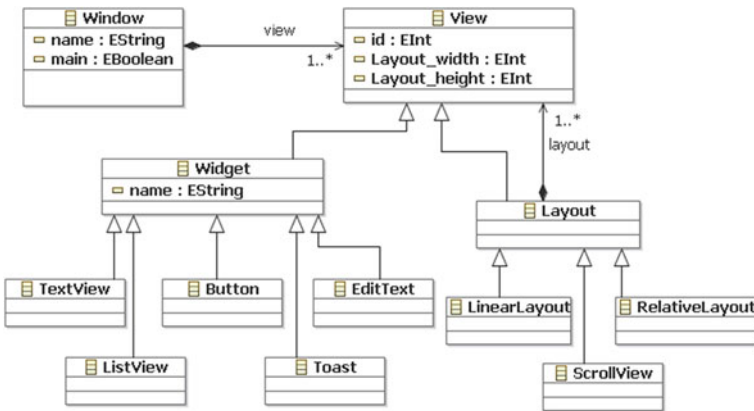 Window
name : EString
main : EBoolean
view
1..*
View
id : EInt
Layout_width : EInt
Layout_height : EInt
1..*
layout
Widget
name : EString
Layout
TextView
Button
EditText
LinearLayout
RelativeLayout
ListView
Toast
ScrollView